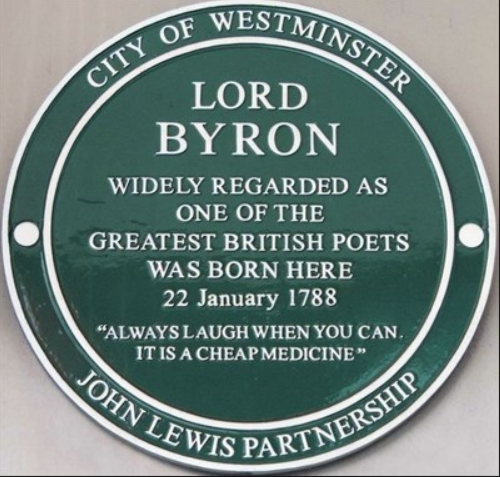 CITY OF WESTMINSTER
LORD
BYRON
WIDELY REGARDED AS
ONE OF THE
GREATEST BRITISH POETS
WAS BORN HERE
22 January 1788
"ALWAYS LAUGH WHEN YOU CAN.
IT IS A CHEAP MEDICINE"
JOHN LEWIS PARTNERSHIP